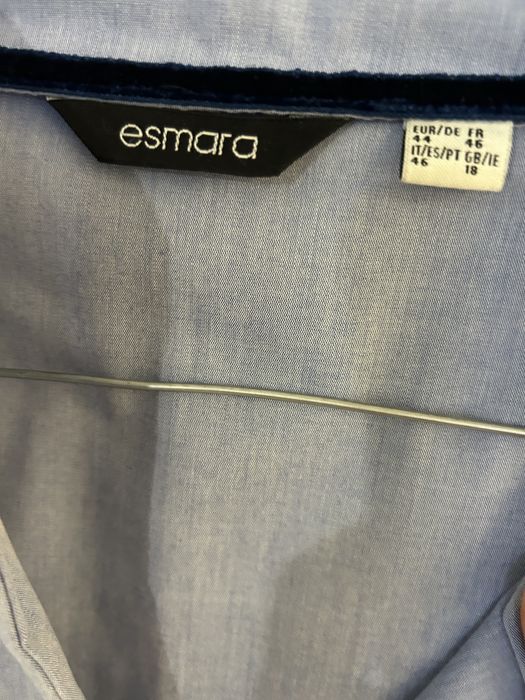 esmara
EUR/DE FR
44 46
IT/ES/PT GB/IE
46 18